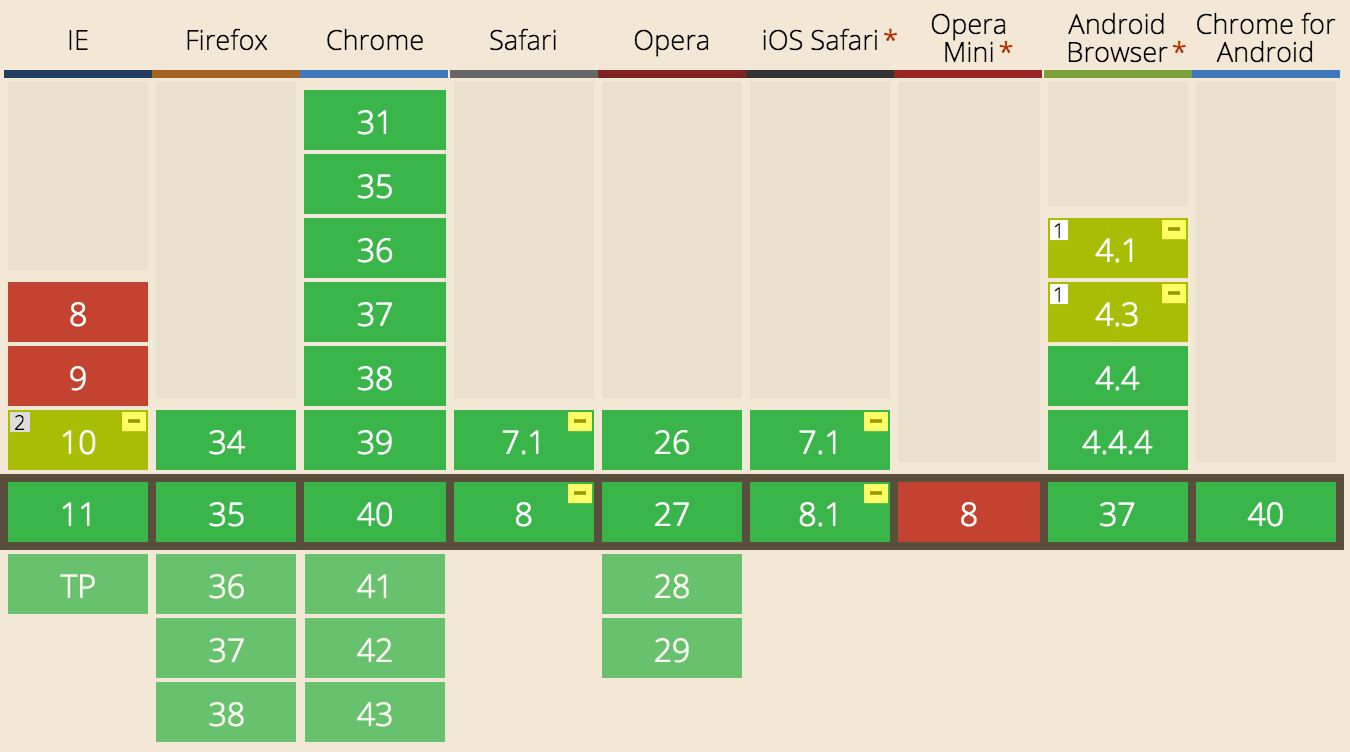 IE Firefox Chrome Safari Opera iOS Safari* Opera Mini* Android Browser* Chrome for Android
31
35
36 1 - 4.1
8 37 1 - 4.3
9 38 4.4
2 - 10 34 39 7.1 - 26 7.1 - 4.4.4
11 35 40 8 - 27 8.1 - 8 37 40
TP 36 41 28
37 42 29
38 43